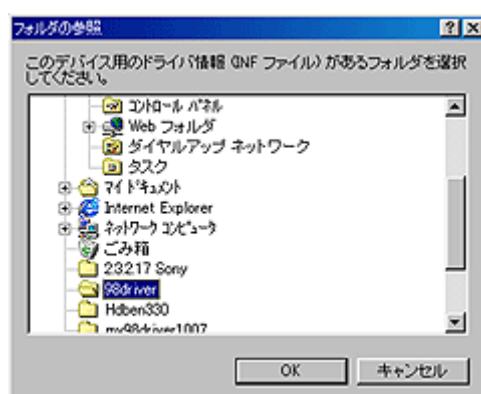 フォルダの参照
このデバイス用のドライバ情報 (INF ファイル) があるフォルダを選択
してください。
コントロール パネル
Web フォルダ
ダイヤルアップ ネットワーク
タスク
マイ ドキュメント
Internet Explorer
ネットワーク コンピュータ
ごみ箱
23217 Sony
98driver
Hdben330
my98driver1007
OK
キャンセル